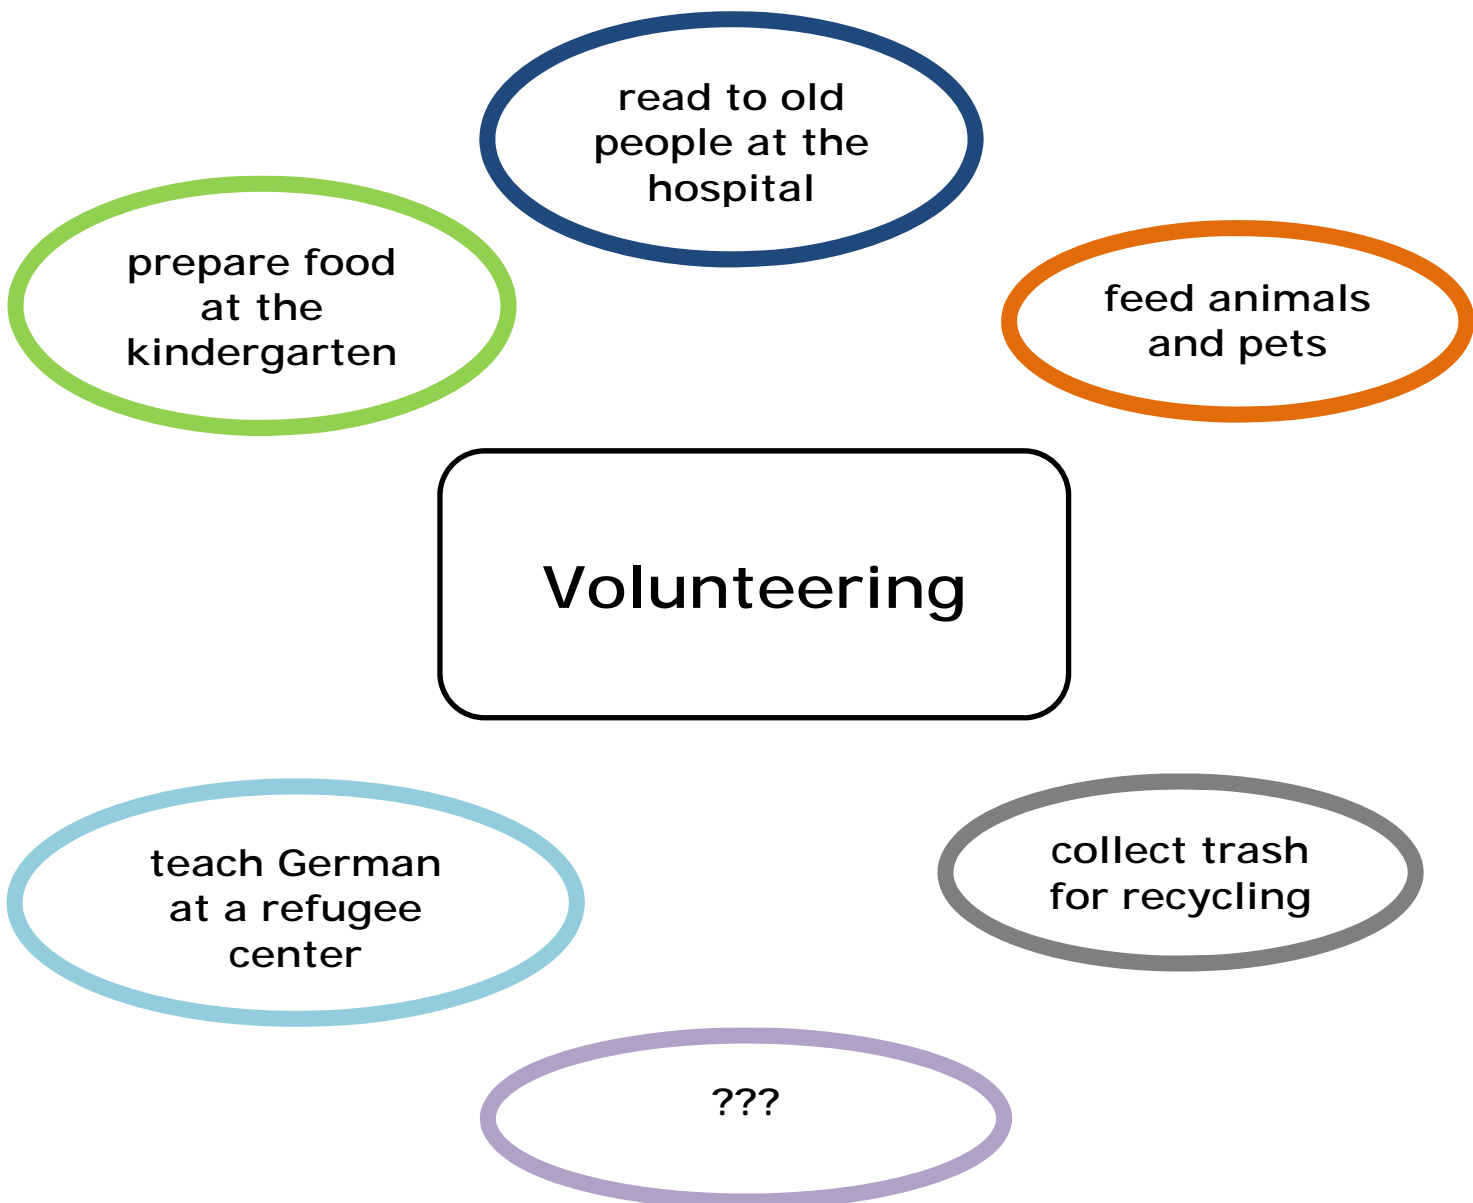 read to old
people at the
hospital
prepare food
at the
kindergarten
feed animals
and pets
Volunteering
teach German
at a refugee
center
collect trash
for recycling
???